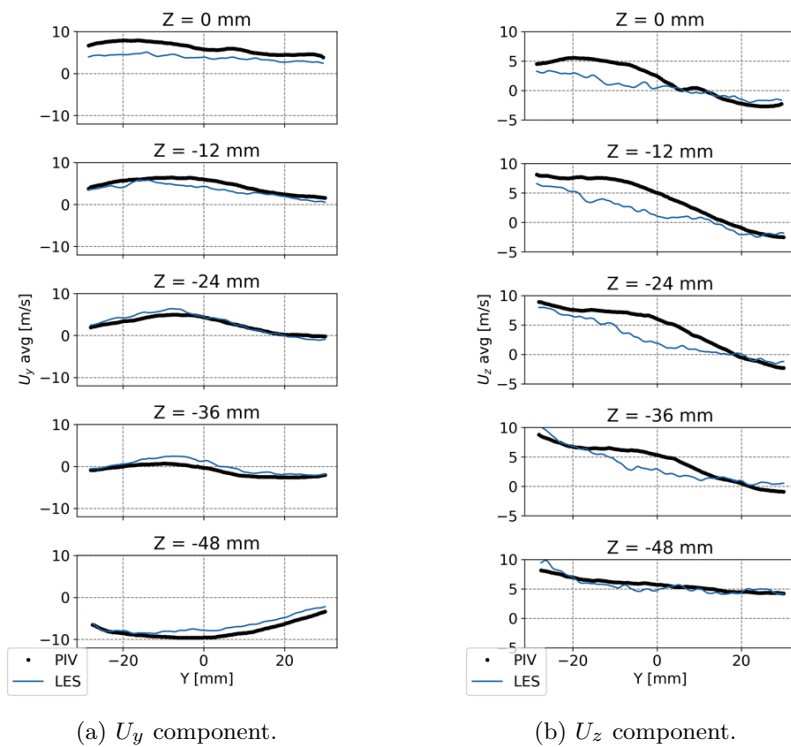 Z = 0 mm
10
0
−10
Z = -12 mm
10
0
−10
Z = -24 mm
10
0
−10
U_y avg [m/s]
Z = -36 mm
10
0
−10
Z = -48 mm
10
0
−10
−20 0 20
Y [mm]
PIV
LES
(a) U_y component.
Z = 0 mm
10
5
0
−5
Z = -12 mm
10
5
0
−5
Z = -24 mm
10
5
0
−5
U_z avg [m/s]
Z = -36 mm
10
5
0
−5
Z = -48 mm
10
5
0
−5
−20 0 20
Y [mm]
PIV
LES
(b) U_z component.